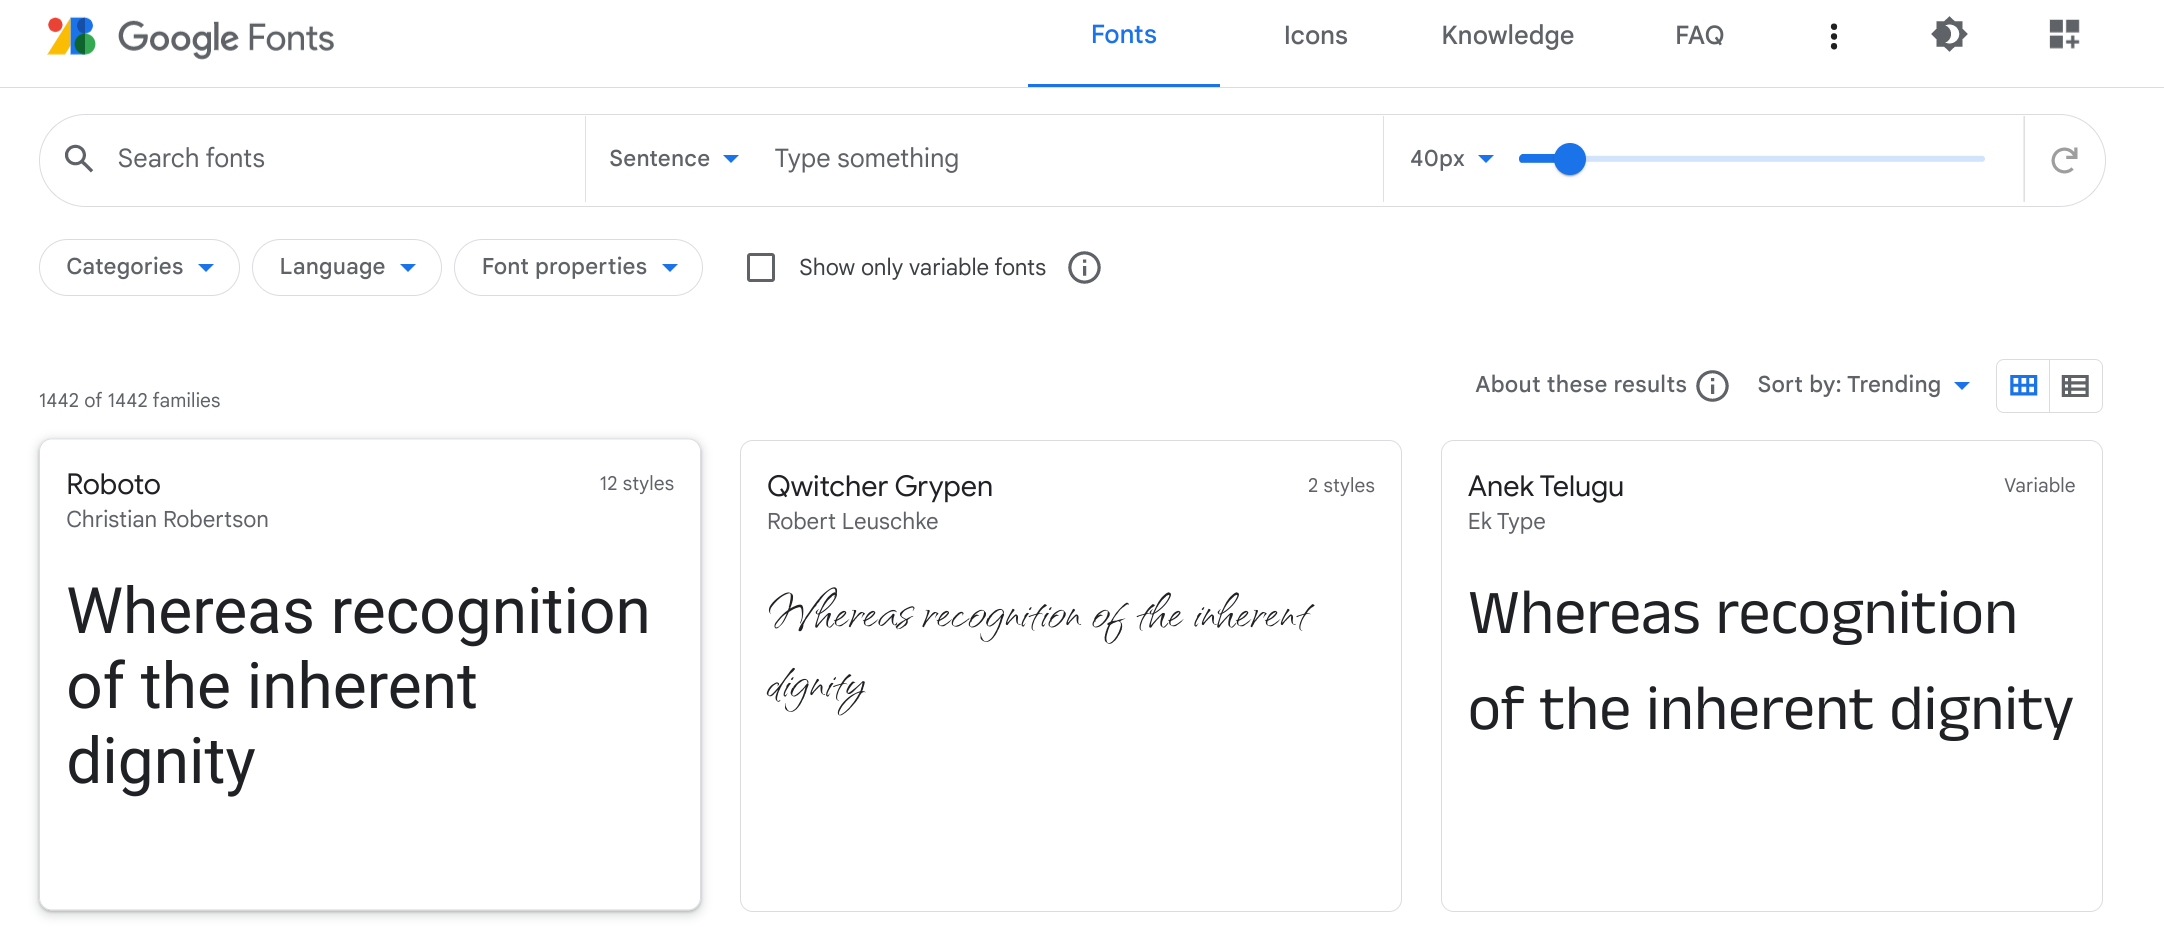 Google Fonts
Fonts
Icons
Knowledge
FAQ
Search fonts
Sentence
Type something
40px
Categories
Language
Font properties
Show only variable fonts
1442 of 1442 families
About these results
Sort by: Trending
Roboto
12 styles
Christian Robertson
Whereas recognition
of the inherent
dignity
Qwitcher Grypen
2 styles
Robert Leuschke
Whereas recognition of the inherent
dignity
Anek Telugu
Variable
Ek Type
Whereas recognition
of the inherent dignity